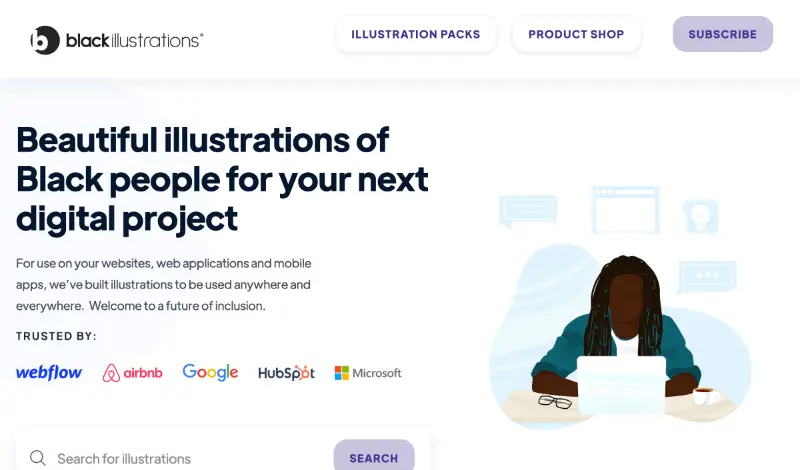 blackillustrations®
ILLUSTRATION PACKS
PRODUCT SHOP
SUBSCRIBE
Beautiful illustrations of
Black people for your next
digital project
For use on your websites, web applications and mobile
apps, we’ve built illustrations to be used anywhere and
everywhere. Welcome to a future of inclusion.
TRUSTED BY:
webflow
airbnb
Google
HubSpot
Microsoft
Search for illustrations
SEARCH